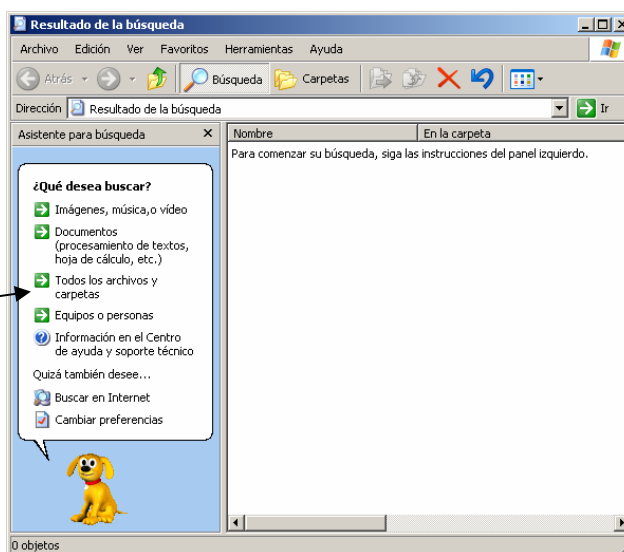 Resultado de la búsqueda
Archivo Edición Ver Favoritos Herramientas Ayuda
Atrás Búsqueda Carpetas
Dirección Resultado de la búsqueda Ir
Asistente para búsqueda
Nombre En la carpeta
Para comenzar su búsqueda, siga las instrucciones del panel izquierdo.
¿Qué desea buscar?
Imágenes, música,o vídeo
Documentos
(procesamiento de textos,
hoja de cálculo, etc.)
Todos los archivos y
carpetas
Equipos o personas
Información en el Centro
de ayuda y soporte técnico
Quizá también desee...
Buscar en Internet
Cambiar preferencias
0 objetos